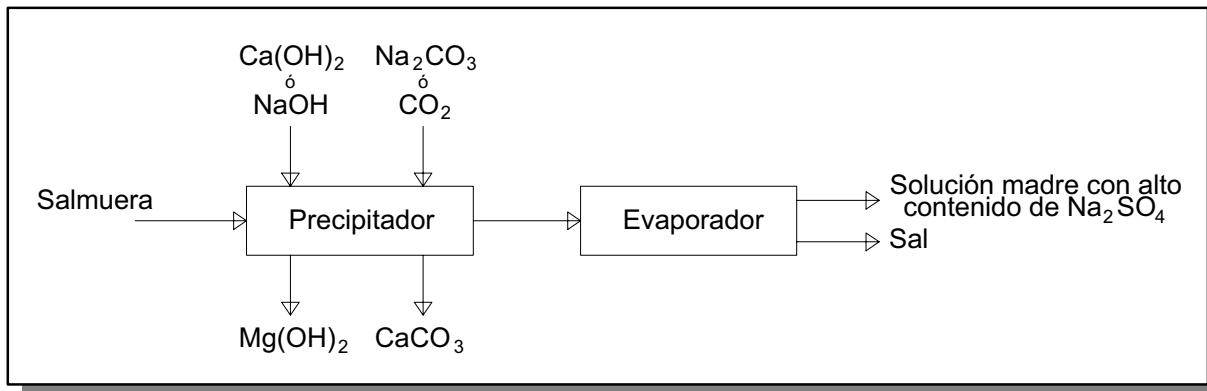 Ca(OH)2
ó
NaOH
Na2CO3
ó
CO2
Salmuera
Precipitador
Evaporador
Solución madre con alto
contenido de Na2SO4
Sal
Mg(OH)2
CaCO3